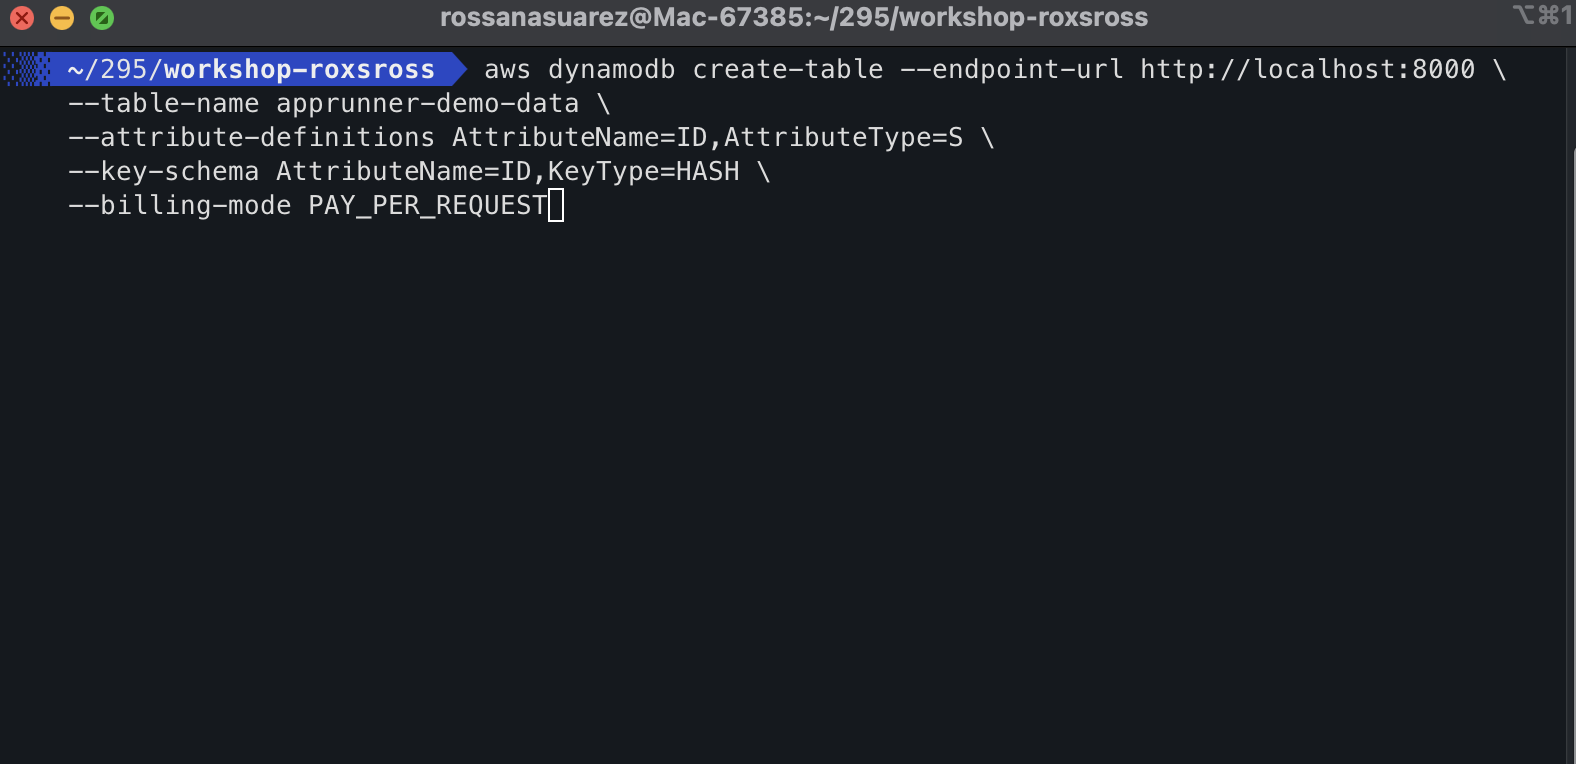 rossanasuarez@Mac-67385:~/295/workshop-roxsross
⌥⌘1
~/295/workshop-roxsross aws dynamodb create-table --endpoint-url http://localhost:8000 \
--table-name apprunner-demo-data \
--attribute-definitions AttributeName=ID,AttributeType=S \
--key-schema AttributeName=ID,KeyType=HASH \
--billing-mode PAY_PER_REQUEST